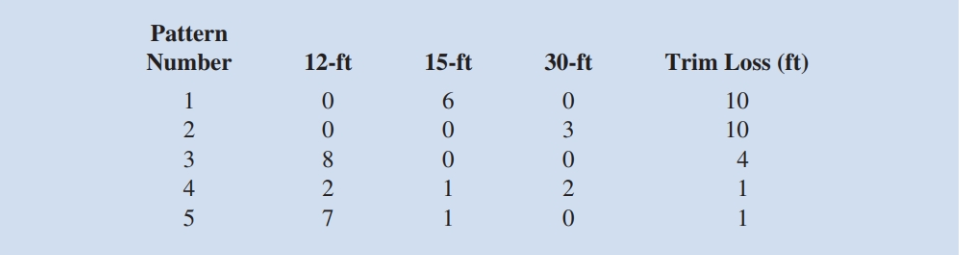 Pattern
Number 12-ft 15-ft 30-ft Trim Loss (ft)
1 0 6 0 10
2 0 0 3 10
3 8 0 0 4
4 2 1 2 1
5 7 1 0 1